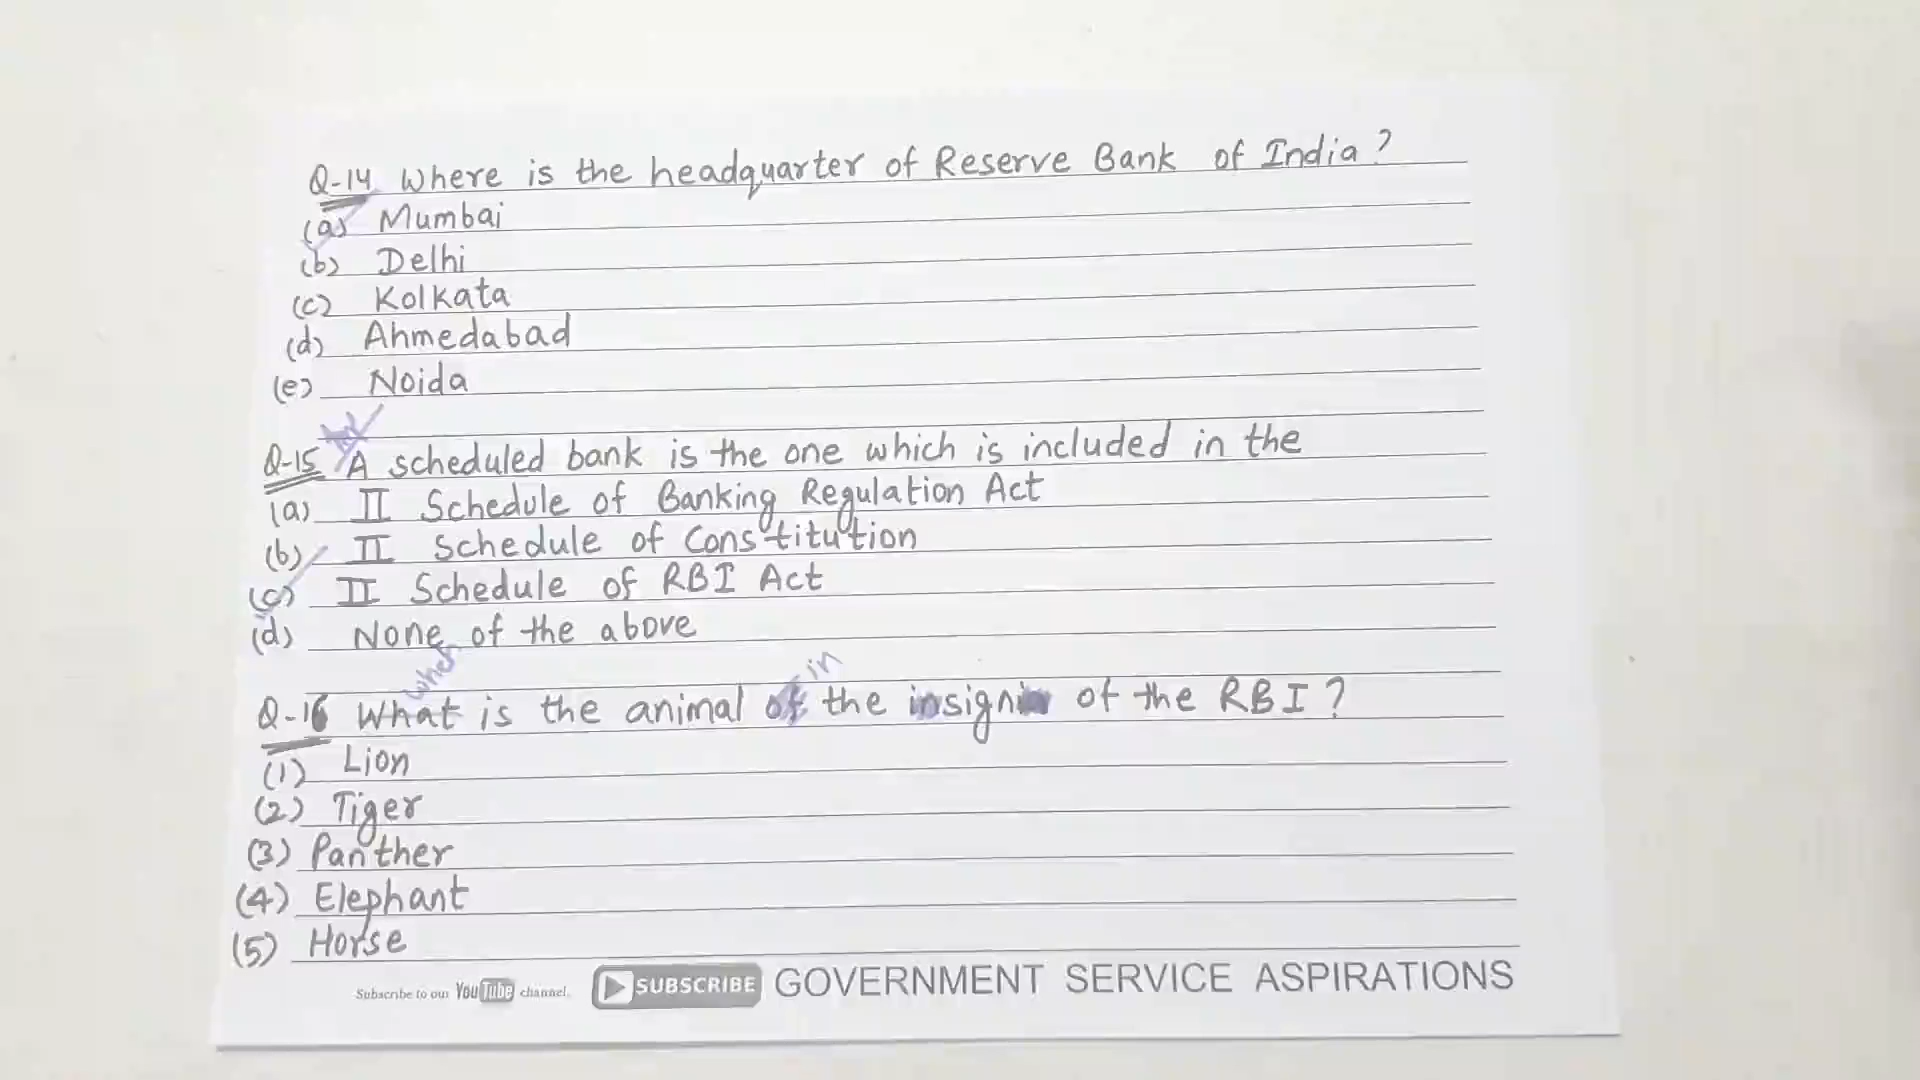 Q-14 Where is the headquarter of Reserve Bank of India?
(a) Mumbai
(b) Delhi
(c) Kolkata
(d) Ahmedabad
(e) Noida
Q-15 A scheduled bank is the one which is included in the
(a) II Schedule of Banking Regulation Act
(b) II Schedule of Constitution
(c) II Schedule of RBI Act
(d) None of the above
in
Q-16 What is the animal of the insignia of the RBI?
(1) Lion
(2) Tiger
(3) Panther
(4) Elephant
(5) Horse
Subscribe to our YouTube channel. SUBSCRIBE GOVERNMENT SERVICE ASPIRATIONS